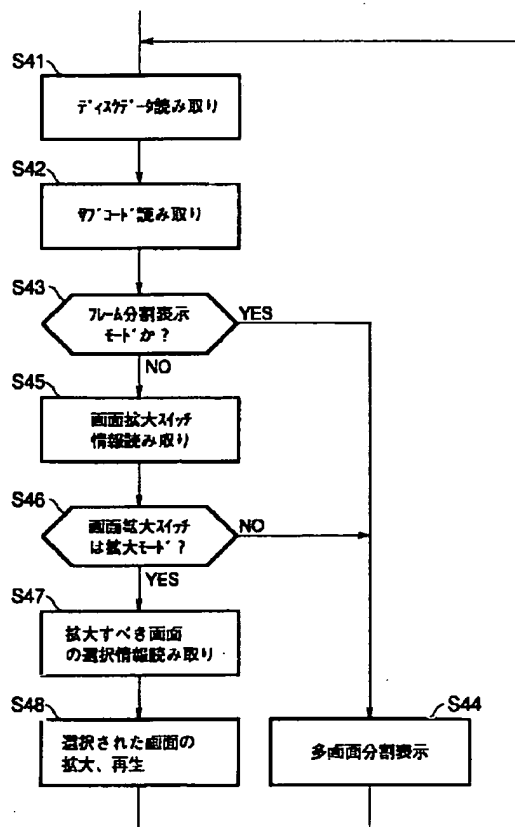 S41
ディスクデータ読み取り
S42
サブコード読み取り
S43
フレーム分割表示
モードか?
YES
NO
S45
画面拡大スイッチ
情報読み取り
S46
画面拡大スイッチ
は拡大モード?
NO
YES
S47
拡大すべき画面
の選択情報読み取り
S48
選択された画面の
拡大、再生
S44
多画面分割表示